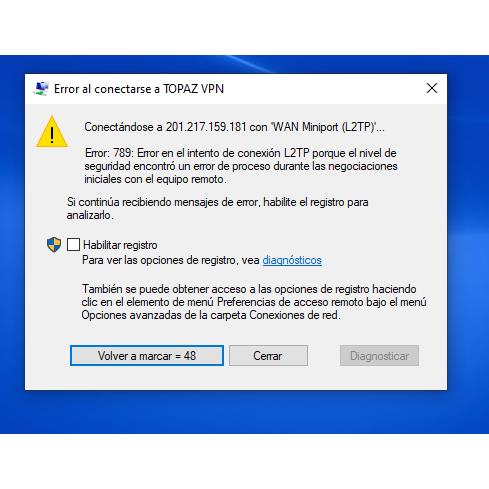 Error al conectarse a TOPAZ VPN
Conectándose a 201.217.159.181 con 'WAN Miniport (L2TP)'...
Error: 789: Error en el intento de conexión L2TP porque el nivel de
seguridad encontró un error de proceso durante las negociaciones
iniciales con el equipo remoto.
Si continúa recibiendo mensajes de error, habilite el registro para
analizarlo.
Habilitar registro
Para ver las opciones de registro, vea diagnósticos
También se puede obtener acceso a las opciones de registro haciendo
clic en el elemento de menú Preferencias de acceso remoto bajo el menú
Opciones avanzadas de la carpeta Conexiones de red.
Volver a marcar = 48
Cerrar
Diagnosticar